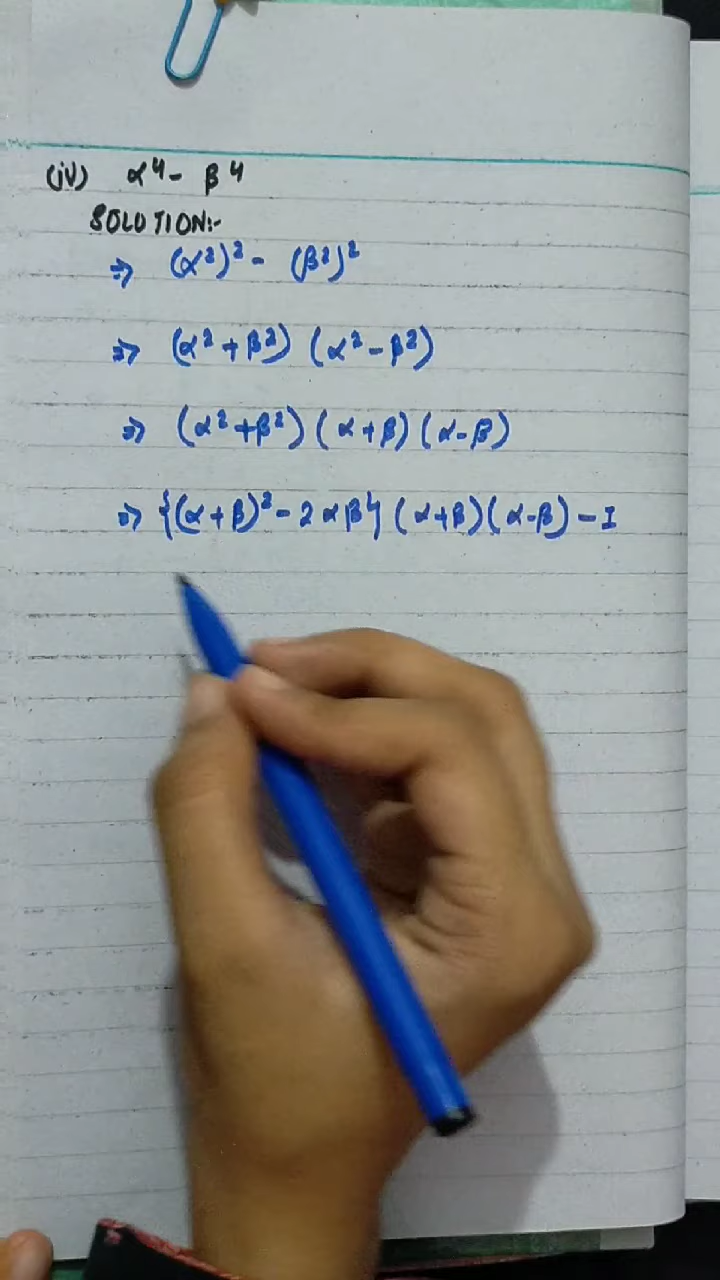 (iv) α⁴ - β⁴
SOLUTION:-
⇒ (α²)² - (β²)²
⇒ (α² + β²) (α² - β²)
⇒ (α² + β²) (α + β) (α - β)
⇒ {(α + β)² - 2αβ} (α + β) (α - β) - I